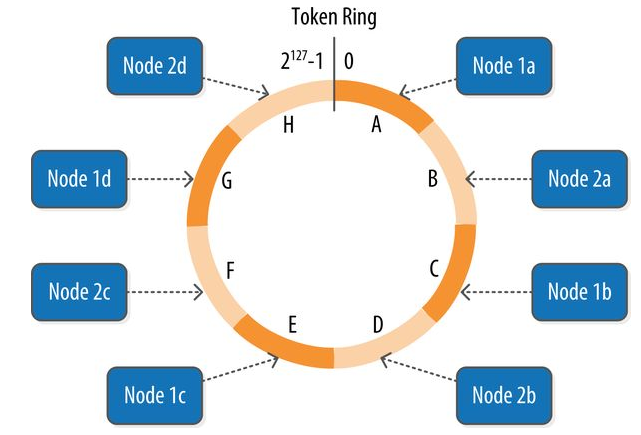 Token Ring
2¹²⁷-1 0
Node 2d
Node 1a
H
A
Node 1d
G
B
Node 2a
Node 2c
F
C
Node 1b
E
D
Node 1c
Node 2b